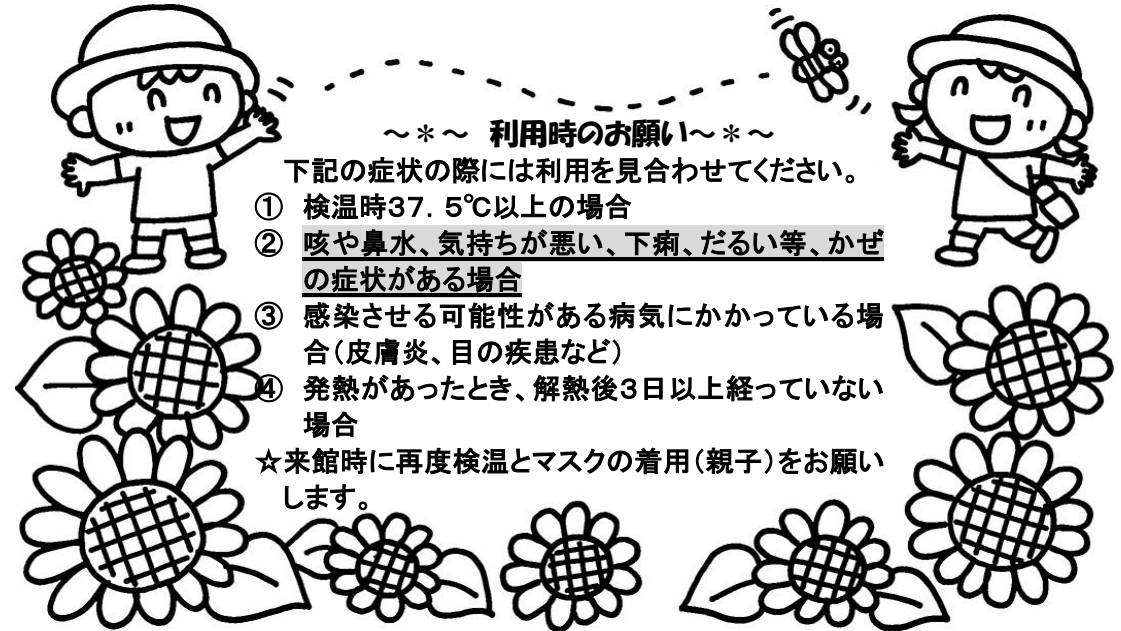 ～＊～　利用時のお願い～＊～
下記の症状の際には利用を見合わせてください。
①　検温時３７．５℃以上の場合
②　咳や鼻水、気持ちが悪い、下痢、だるい等、かぜ
の症状がある場合
③　感染させる可能性がある病気にかかっている場
合（皮膚炎、目の疾患など）
④　発熱があったとき、解熱後３日以上経っていない
場合
☆来館時に再度検温とマスクの着用（親子）をお願い
します。